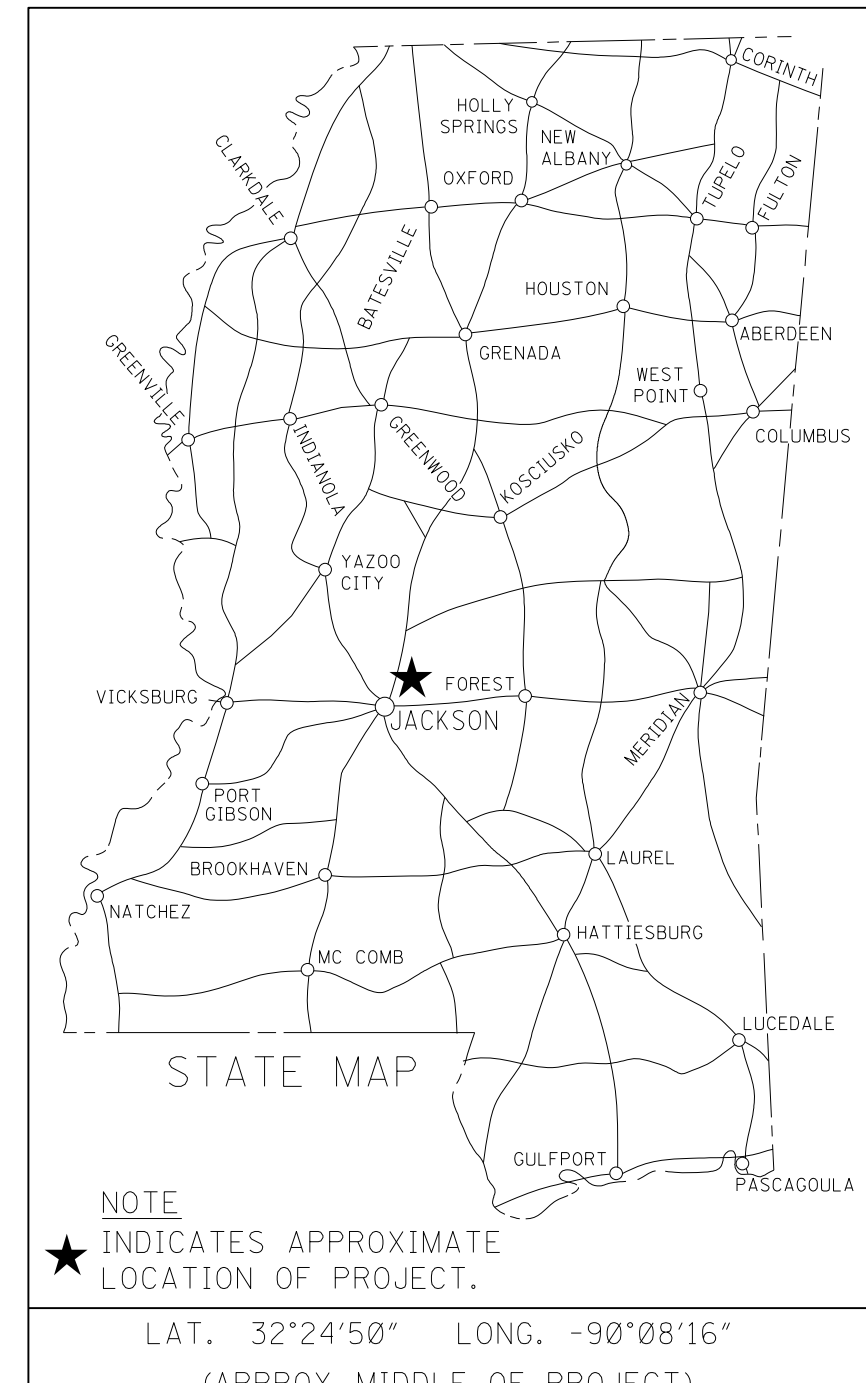 CORINTH
HOLLY
SPRINGS
NEW
ALBANY
CLARKDALE
OXFORD
TUPELO
FULTON
BATESVILLE
HOUSTON
GREENVILLE
ABERDEEN
GRENADA
WEST
POINT
COLUMBUS
INDIANOLA
GREENWOOD
KOSCIUSKO
YAZOO
CITY
VICKSBURG
FOREST
JACKSON
MERIDIAN
PORT
GIBSON
BROOKHAVEN
LAUREL
NATCHEZ
HATTIESBURG
MC COMB
LUCEDALE
STATE MAP
GULFPORT
PASCAGOULA
NOTE
INDICATES APPROXIMATE
LOCATION OF PROJECT.
LAT. 32°24'50" LONG. -90°08'16"
(APPROX. MIDDLE OF PROJECT)